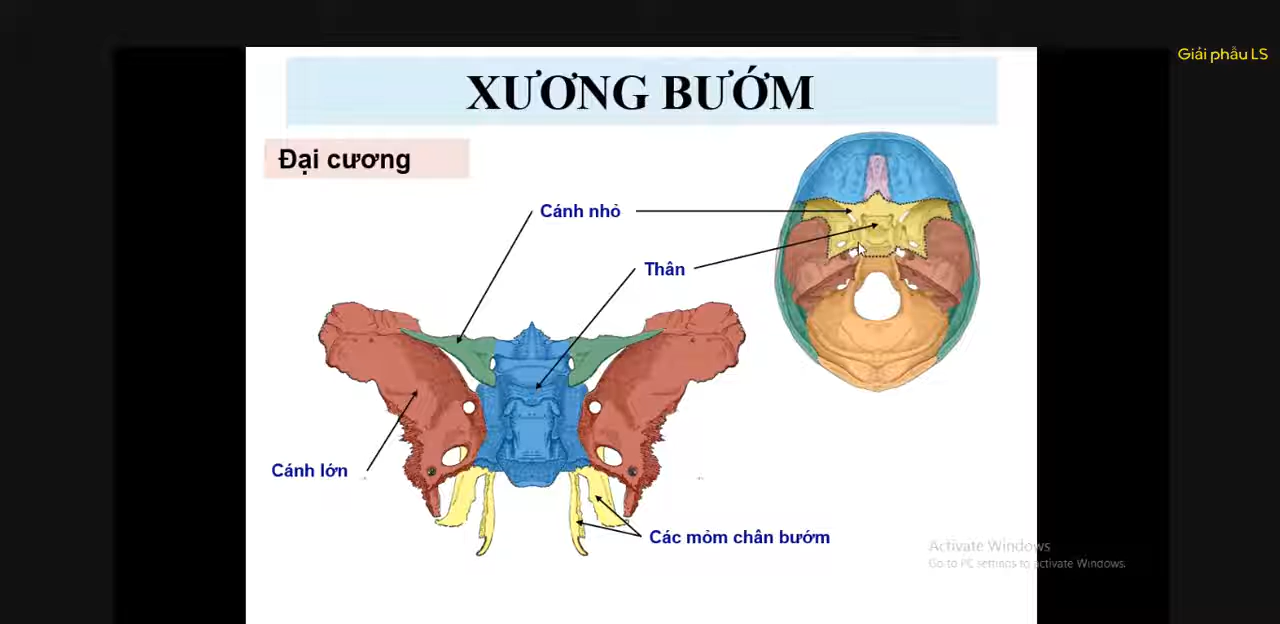 Giải phẫu LS
XƯƠNG BƯỚM
Đại cương
Cánh nhỏ
Thân
Cánh lớn
Các mỏm chân bướm
Activate Windows
Go to PC settings to activate Windows.